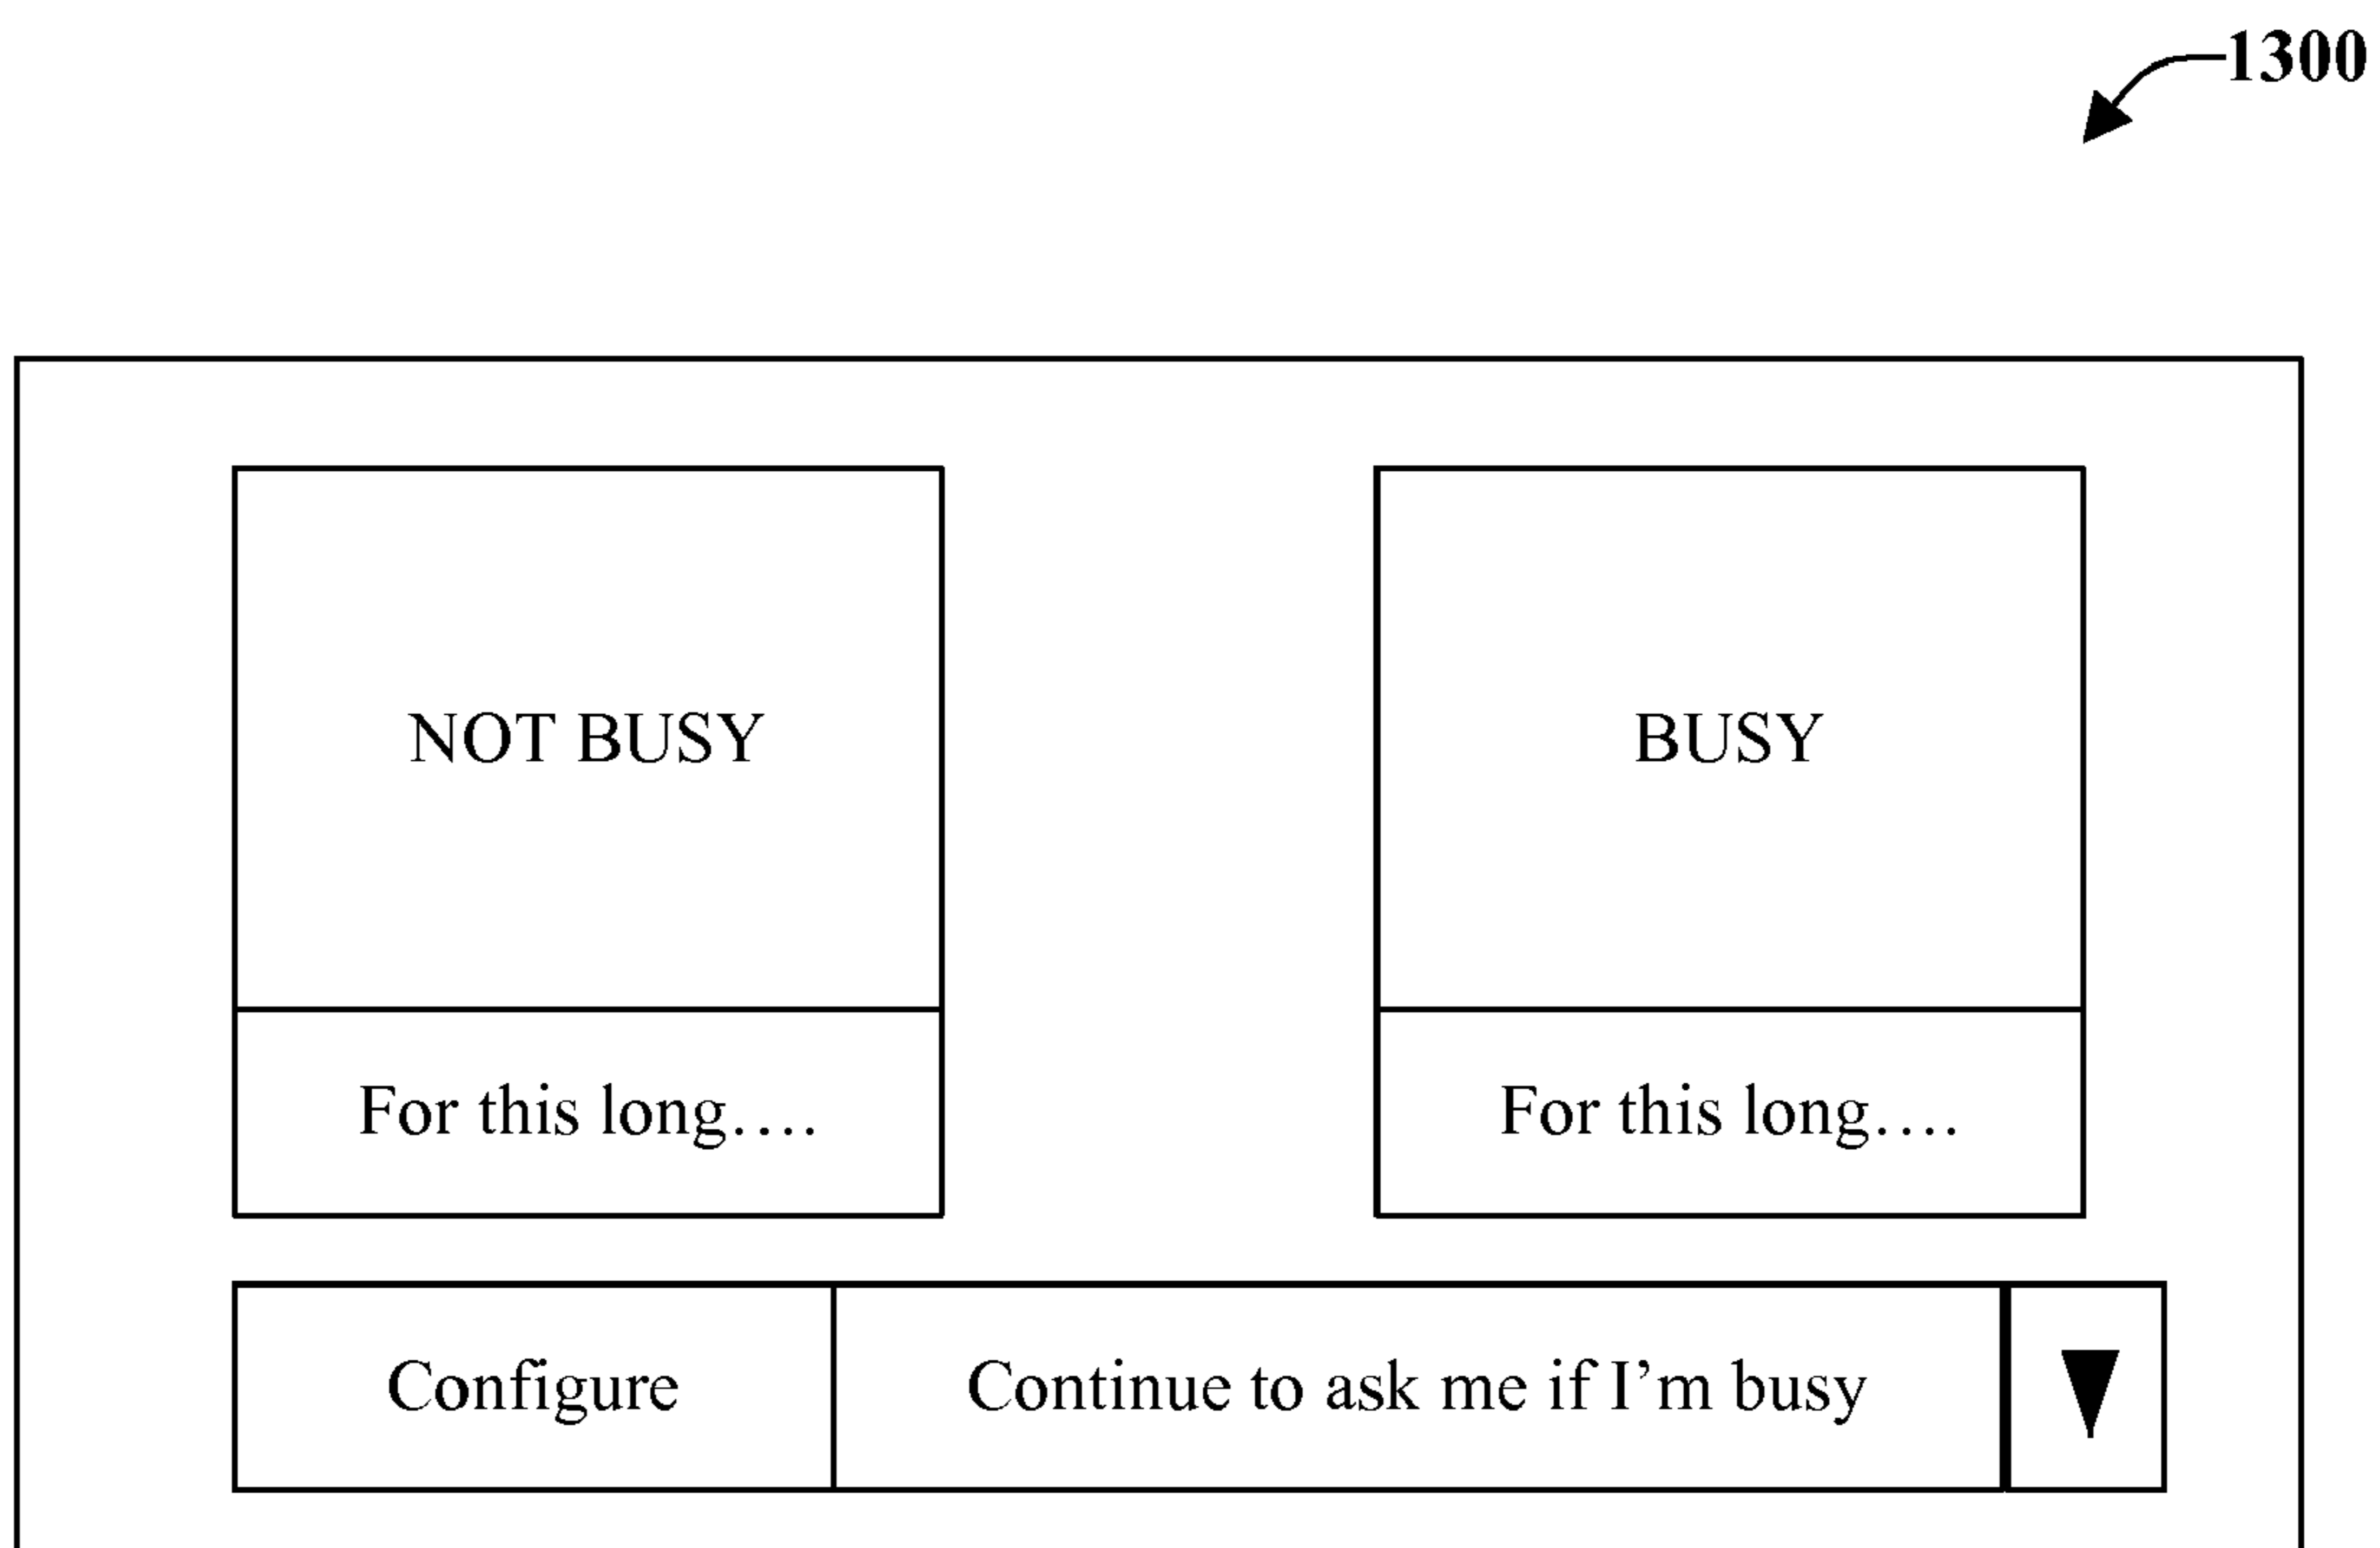 1300
NOT BUSY
BUSY
For this long....
For this long....
Configure
Continue to ask me if I’m busy